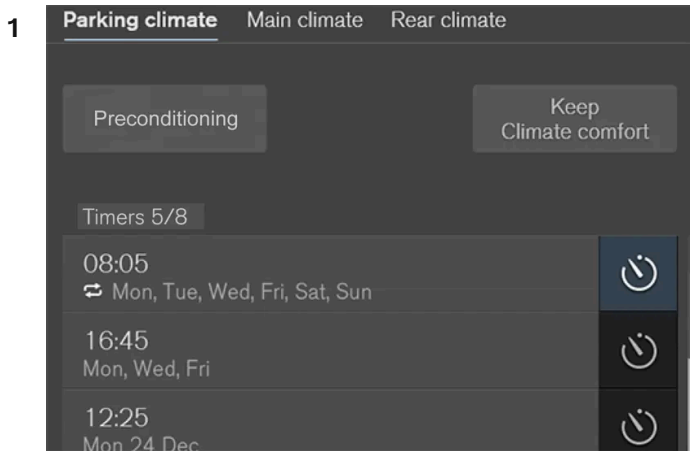 1
Parking climate Main climate Rear climate
Preconditioning
Keep
Climate comfort
Timers 5/8
08:05
Mon, Tue, Wed, Fri, Sat, Sun
16:45
Mon, Wed, Fri
12:25
Mon 24 Dec